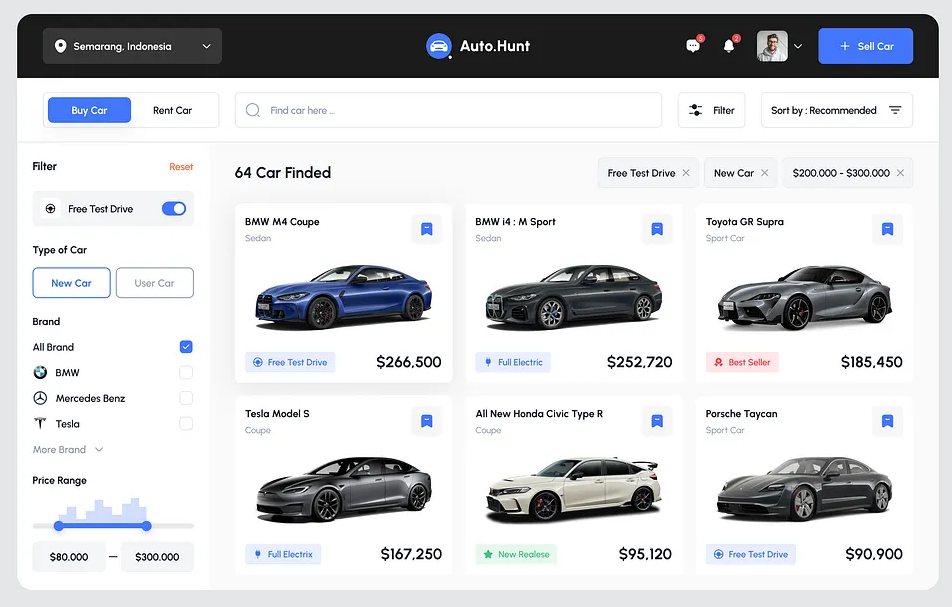 Semarang, Indonesia
Auto.Hunt
5
2
+ Sell Car
Buy Car
Rent Car
Find car here ...
Filter
Sort by : Recommended
Filter
Reset
Free Test Drive
Type of Car
New Car
User Car
Brand
All Brand
BMW
Mercedes Benz
Tesla
More Brand
Price Range
$80.000
—
$300.000
64 Car Finded
Free Test Drive ×
New Car ×
$200.000 - $300.000 ×
BMW M4 Coupe
Sedan
Free Test Drive
$266,500
BMW i4 : M Sport
Sedan
Full Electric
$252,720
Toyota GR Supra
Sport Car
Best Seller
$185,450
Tesla Model S
Coupe
Full Electrix
$167,250
All New Honda Civic Type R
Coupe
New Realese
$95,120
Porsche Taycan
Sport Car
Free Test Drive
$90,900